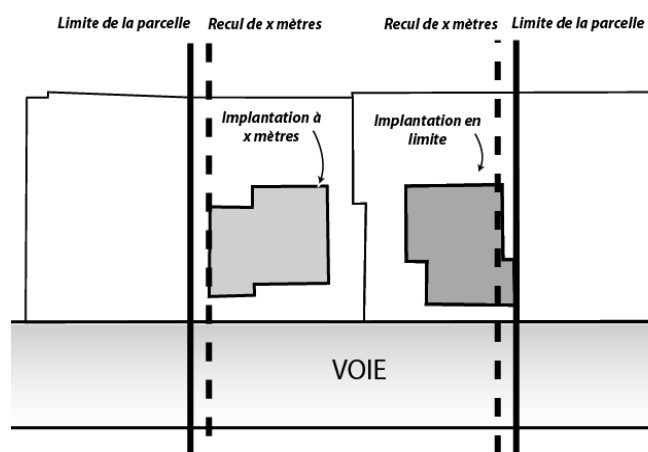 Limite de la parcelle
Recul de x mètres
Recul de x mètres
Limite de la parcelle
Implantation à
x mètres
Implantation en
limite
VOIE